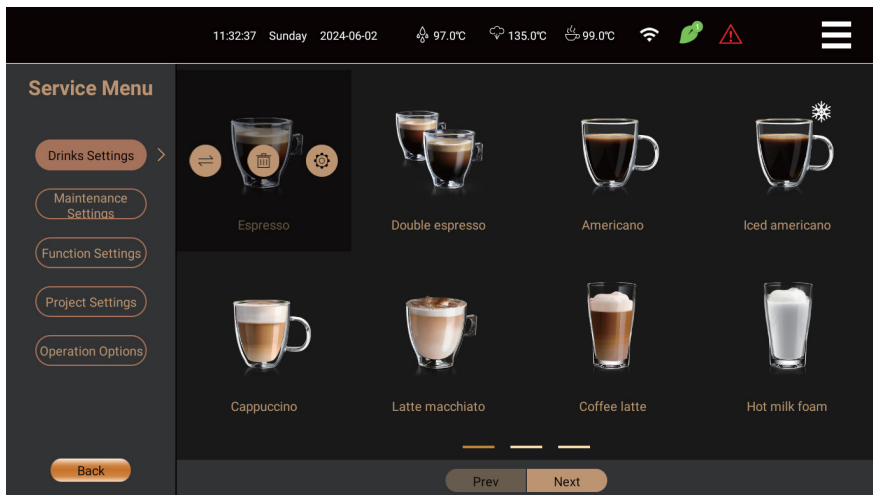 11:32:37 Sunday 2024-06-02 97.0℃ 135.0℃ 99.0℃ 1
Service Menu
Drinks Settings
Maintenance
Settings
Function Settings
Project Settings
Operation Options
Back
Espresso Double espresso Americano Iced americano
Cappuccino Latte macchiato Coffee latte Hot milk foam
Prev Next